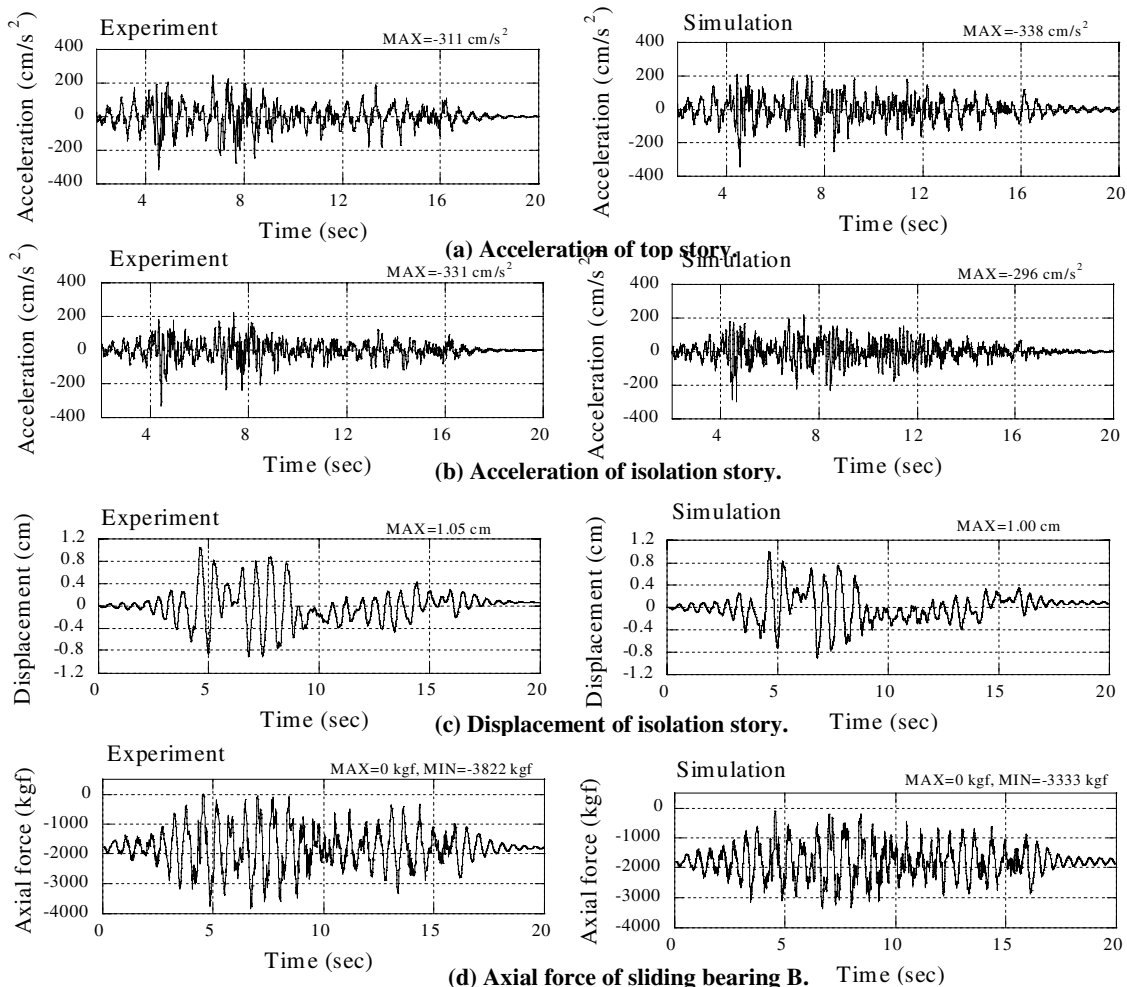 Experiment
MAX=-311 cm/s²
Acceleration (cm/s²)
400
200
0
-200
-400
4
8
12
16
20
Time (sec)
Simulation
MAX=-338 cm/s²
Acceleration (cm/s²)
400
200
0
-200
-400
4
8
12
16
20
Time (sec)
(a) Acceleration of top story.
Experiment
MAX=-331 cm/s²
Acceleration (cm/s²)
400
200
0
-200
-400
4
8
12
16
20
Time (sec)
Simulation
MAX=-296 cm/s²
Acceleration (cm/s²)
400
200
0
-200
400
4
8
12
16
20
Time (sec)
(b) Acceleration of isolation story.
Experiment
MAX=1.05 cm
Displacement (cm)
1.2
0.8
0.4
0
-0.4
-0.8
-1.2
0
5
10
15
20
Time (sec)
Simulation
MAX=1.00 cm
Displacement (cm)
1.2
0.8
0.4
0
-0.4
-0.8
-1.2
0
5
10
15
20
Time (sec)
(c) Displacement of isolation story.
Experiment
MAX=0 kgf, MIN=-3822 kgf
Axial force (kgf)
0
-1000
-2000
-3000
-4000
0
5
10
15
20
Time (sec)
Simulation
MAX=0 kgf, MIN=-3333 kgf
Axial force (kgf)
0
-1000
-2000
-3000
-4000
0
5
10
15
20
Time (sec)
(d) Axial force of sliding bearing B.